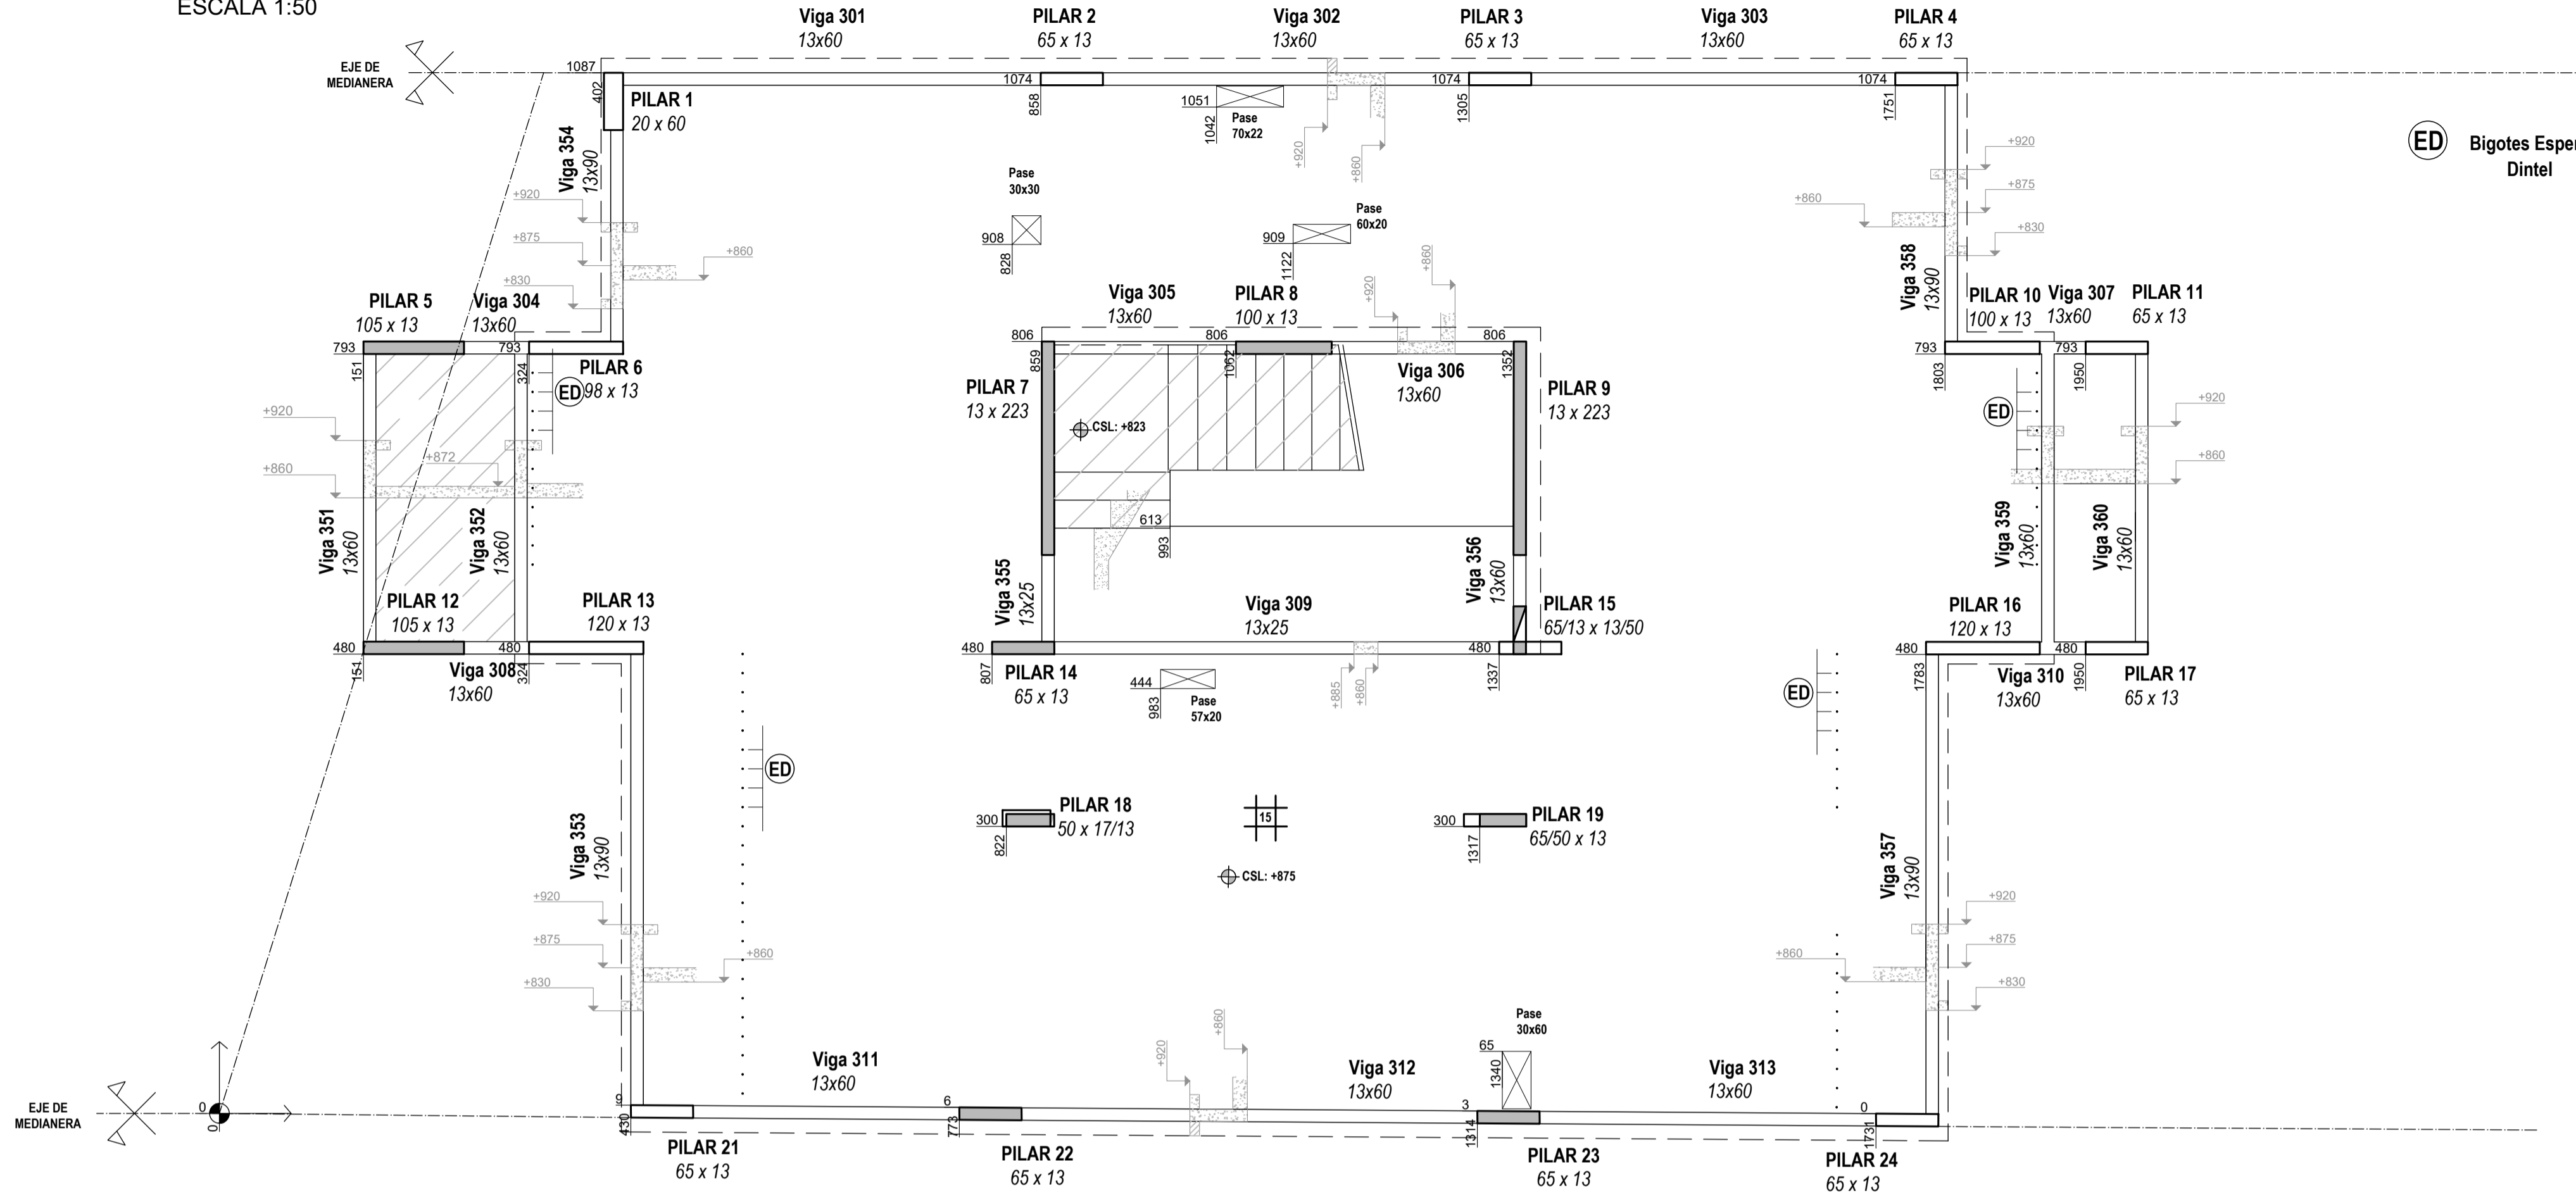 ESCALA 1:50
Viga 301
13x60
PILAR 2
65 x 13
Viga 302
13x60
PILAR 3
65 x 13
Viga 303
13x60
PILAR 4
65 x 13
EJE DE
MEDIANERA
1087
402
PILAR 1
20 x 60
1074
858
1051
1042
Pase
70x22
1074
1305
1074
1751
+920
+860
ED
Bigotes
Dintel
Viga 354
13x90
+920
+875
+830
+860
Pase
30x30
908
828
Pase
60x20
909
1122
+860
+920
+875
+830
Viga 358
13x90
PILAR 5
105 x 13
Viga 304
13x60
793
151
793
324
PILAR 6
98 x 13
ED
Viga 305
13x60
PILAR 8
100 x 13
806
859
806
1062
806
1352
+920
+860
Viga 306
13x60
PILAR 7
13 x 223
PILAR 9
13 x 223
CSL: +823
PILAR 10
100 x 13
Viga 307
13x60
PILAR 11
65 x 13
793
1803
793
1950
ED
+920
+860
+920
+860
+872
Viga 351
13x60
Viga 352
13x60
613
993
Viga 355
13x25
Viga 356
13x60
Viga 359
13x60
Viga 360
13x60
PILAR 12
105 x 13
PILAR 13
120 x 13
480
151
480
324
Viga 308
13x60
Viga 309
13x25
PILAR 15
65/13 x 13/50
480
807
PILAR 14
65 x 13
480
1337
444
983
Pase
57x20
+885
+860
PILAR 16
120 x 13
480
1783
480
1950
Viga 310
13x60
PILAR 17
65 x 13
ED
ED
PILAR 18
50 x 17/13
300
822
15
300
1317
PILAR 19
65/50 x 13
CSL: +875
Viga 353
13x90
+920
+875
+830
+860
Viga 357
13x90
+860
+920
+875
+830
Viga 311
13x60
+920
+860
Viga 312
13x60
Pase
30x60
65
1340
Viga 313
13x60
EJE DE
MEDIANERA
0
0
9
430
PILAR 21
65 x 13
6
773
PILAR 22
65 x 13
3
1314
PILAR 23
65 x 13
0
1731
PILAR 24
65 x 13